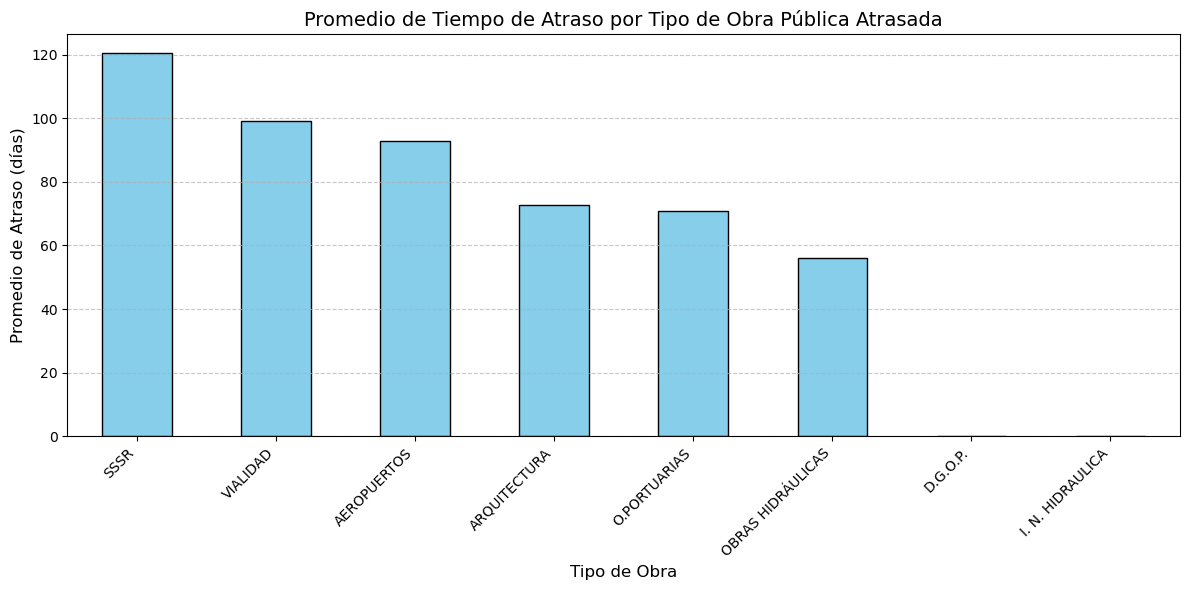 Promedio de Tiempo de Atraso por Tipo de Obra Pública Atrasada
Promedio de Atraso (días)
120
100
80
60
40
20
0
SSSR
VIALIDAD
AEROPUERTOS
ARQUITECTURA
O.PORTUARIAS
OBRAS HIDRÁULICAS
D.G.O.P.
I. N. HIDRAULICA
Tipo de Obra